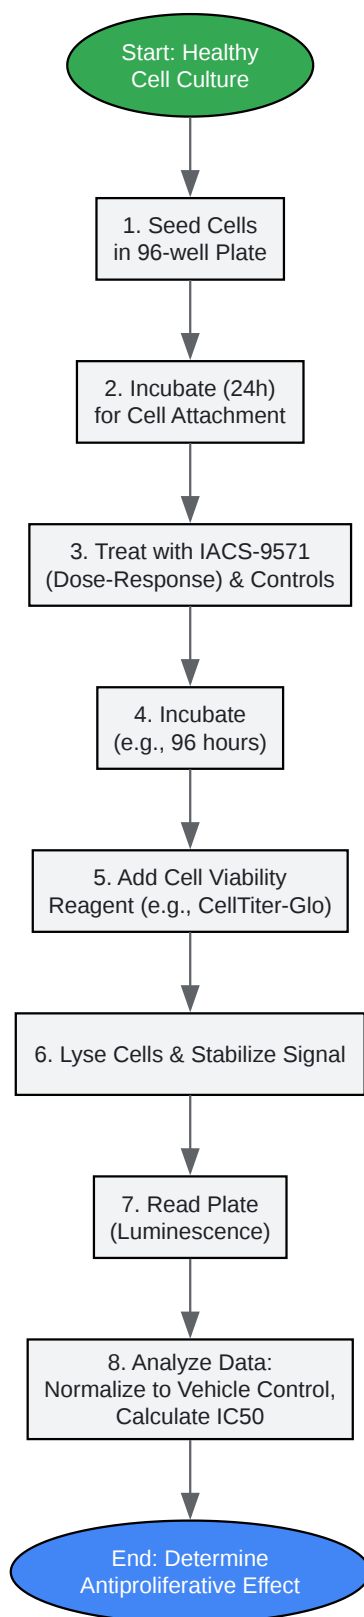 Start: Healthy
Cell Culture
1. Seed Cells
in 96-well Plate
2. Incubate (24h)
for Cell Attachment
3. Treat with IACS-9571
(Dose-Response) & Controls
4. Incubate
(e.g., 96 hours)
5. Add Cell Viability
Reagent (e.g., CellTiter-Glo)
6. Lyse Cells & Stabilize Signal
7. Read Plate
(Luminescence)
8. Analyze Data:
Normalize to Vehicle Control,
Calculate IC50
End: Determine
Antiproliferative Effect